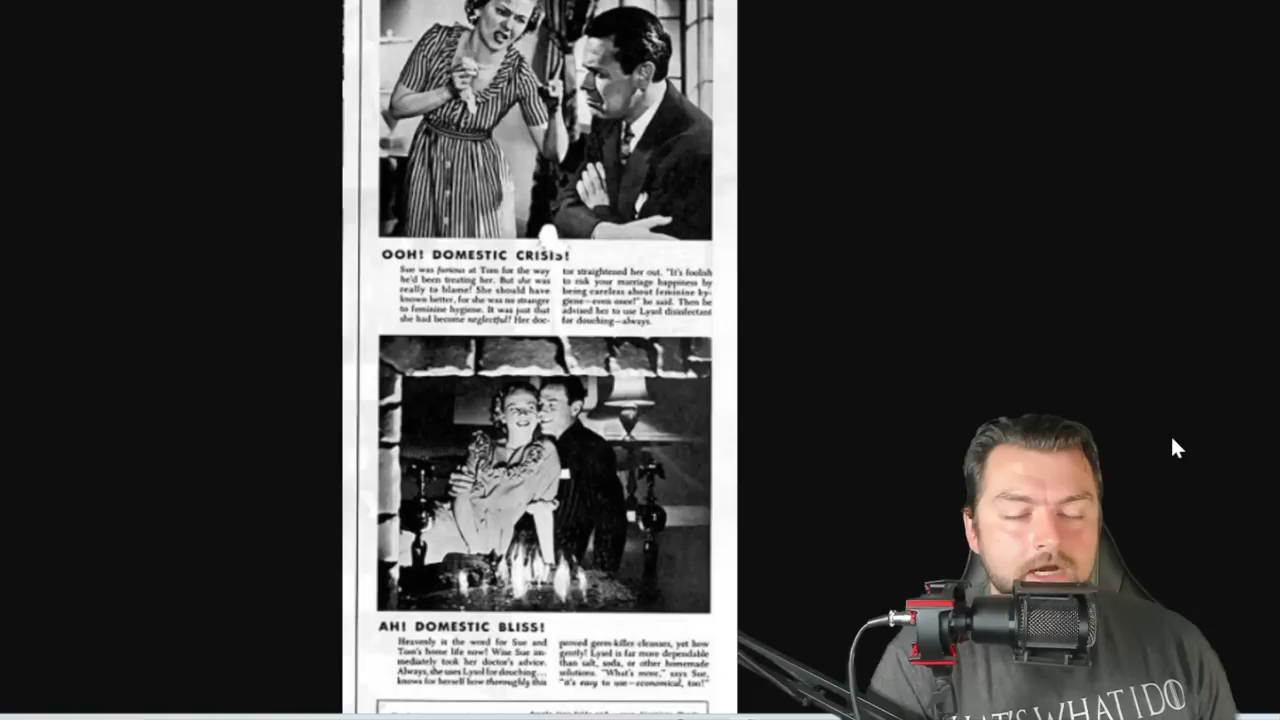 OOH! DOMESTIC CRISIS!
Sue was furious at Tom for the way
he'd been treating her. But she was
really to blame! She should have
known better, for she was no stranger
to feminine hygiene. It was just that
she had become neglectful! Her doc-
tor straightened her out. "It's foolish
to risk your marriage happiness by
being careless about feminine hy-
giene—even once!" he said. Then he
advised her to use Lysol disinfectant
for douching—always.
AH! DOMESTIC BLISS!
Heavenly is the word for Sue and
Tom's home life now! Wise Sue im-
mediately took her doctor's advice.
Always, she uses Lysol for douching...
knows for herself how thoroughly this
proved germ-killer cleanses, yet how
gently! Lysol is far more dependable
than salt, soda, or other homemade
solutions. "What's more," says Sue,
"it's easy to use—economical, too!"
THAT'S WHAT I DO